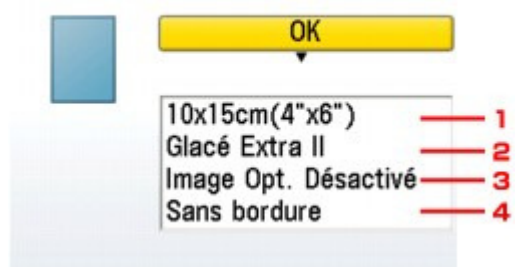 OK
10x15cm(4"x6") 1
Glacé Extra II 2
Image Opt. Désactivé 3
Sans bordure 4